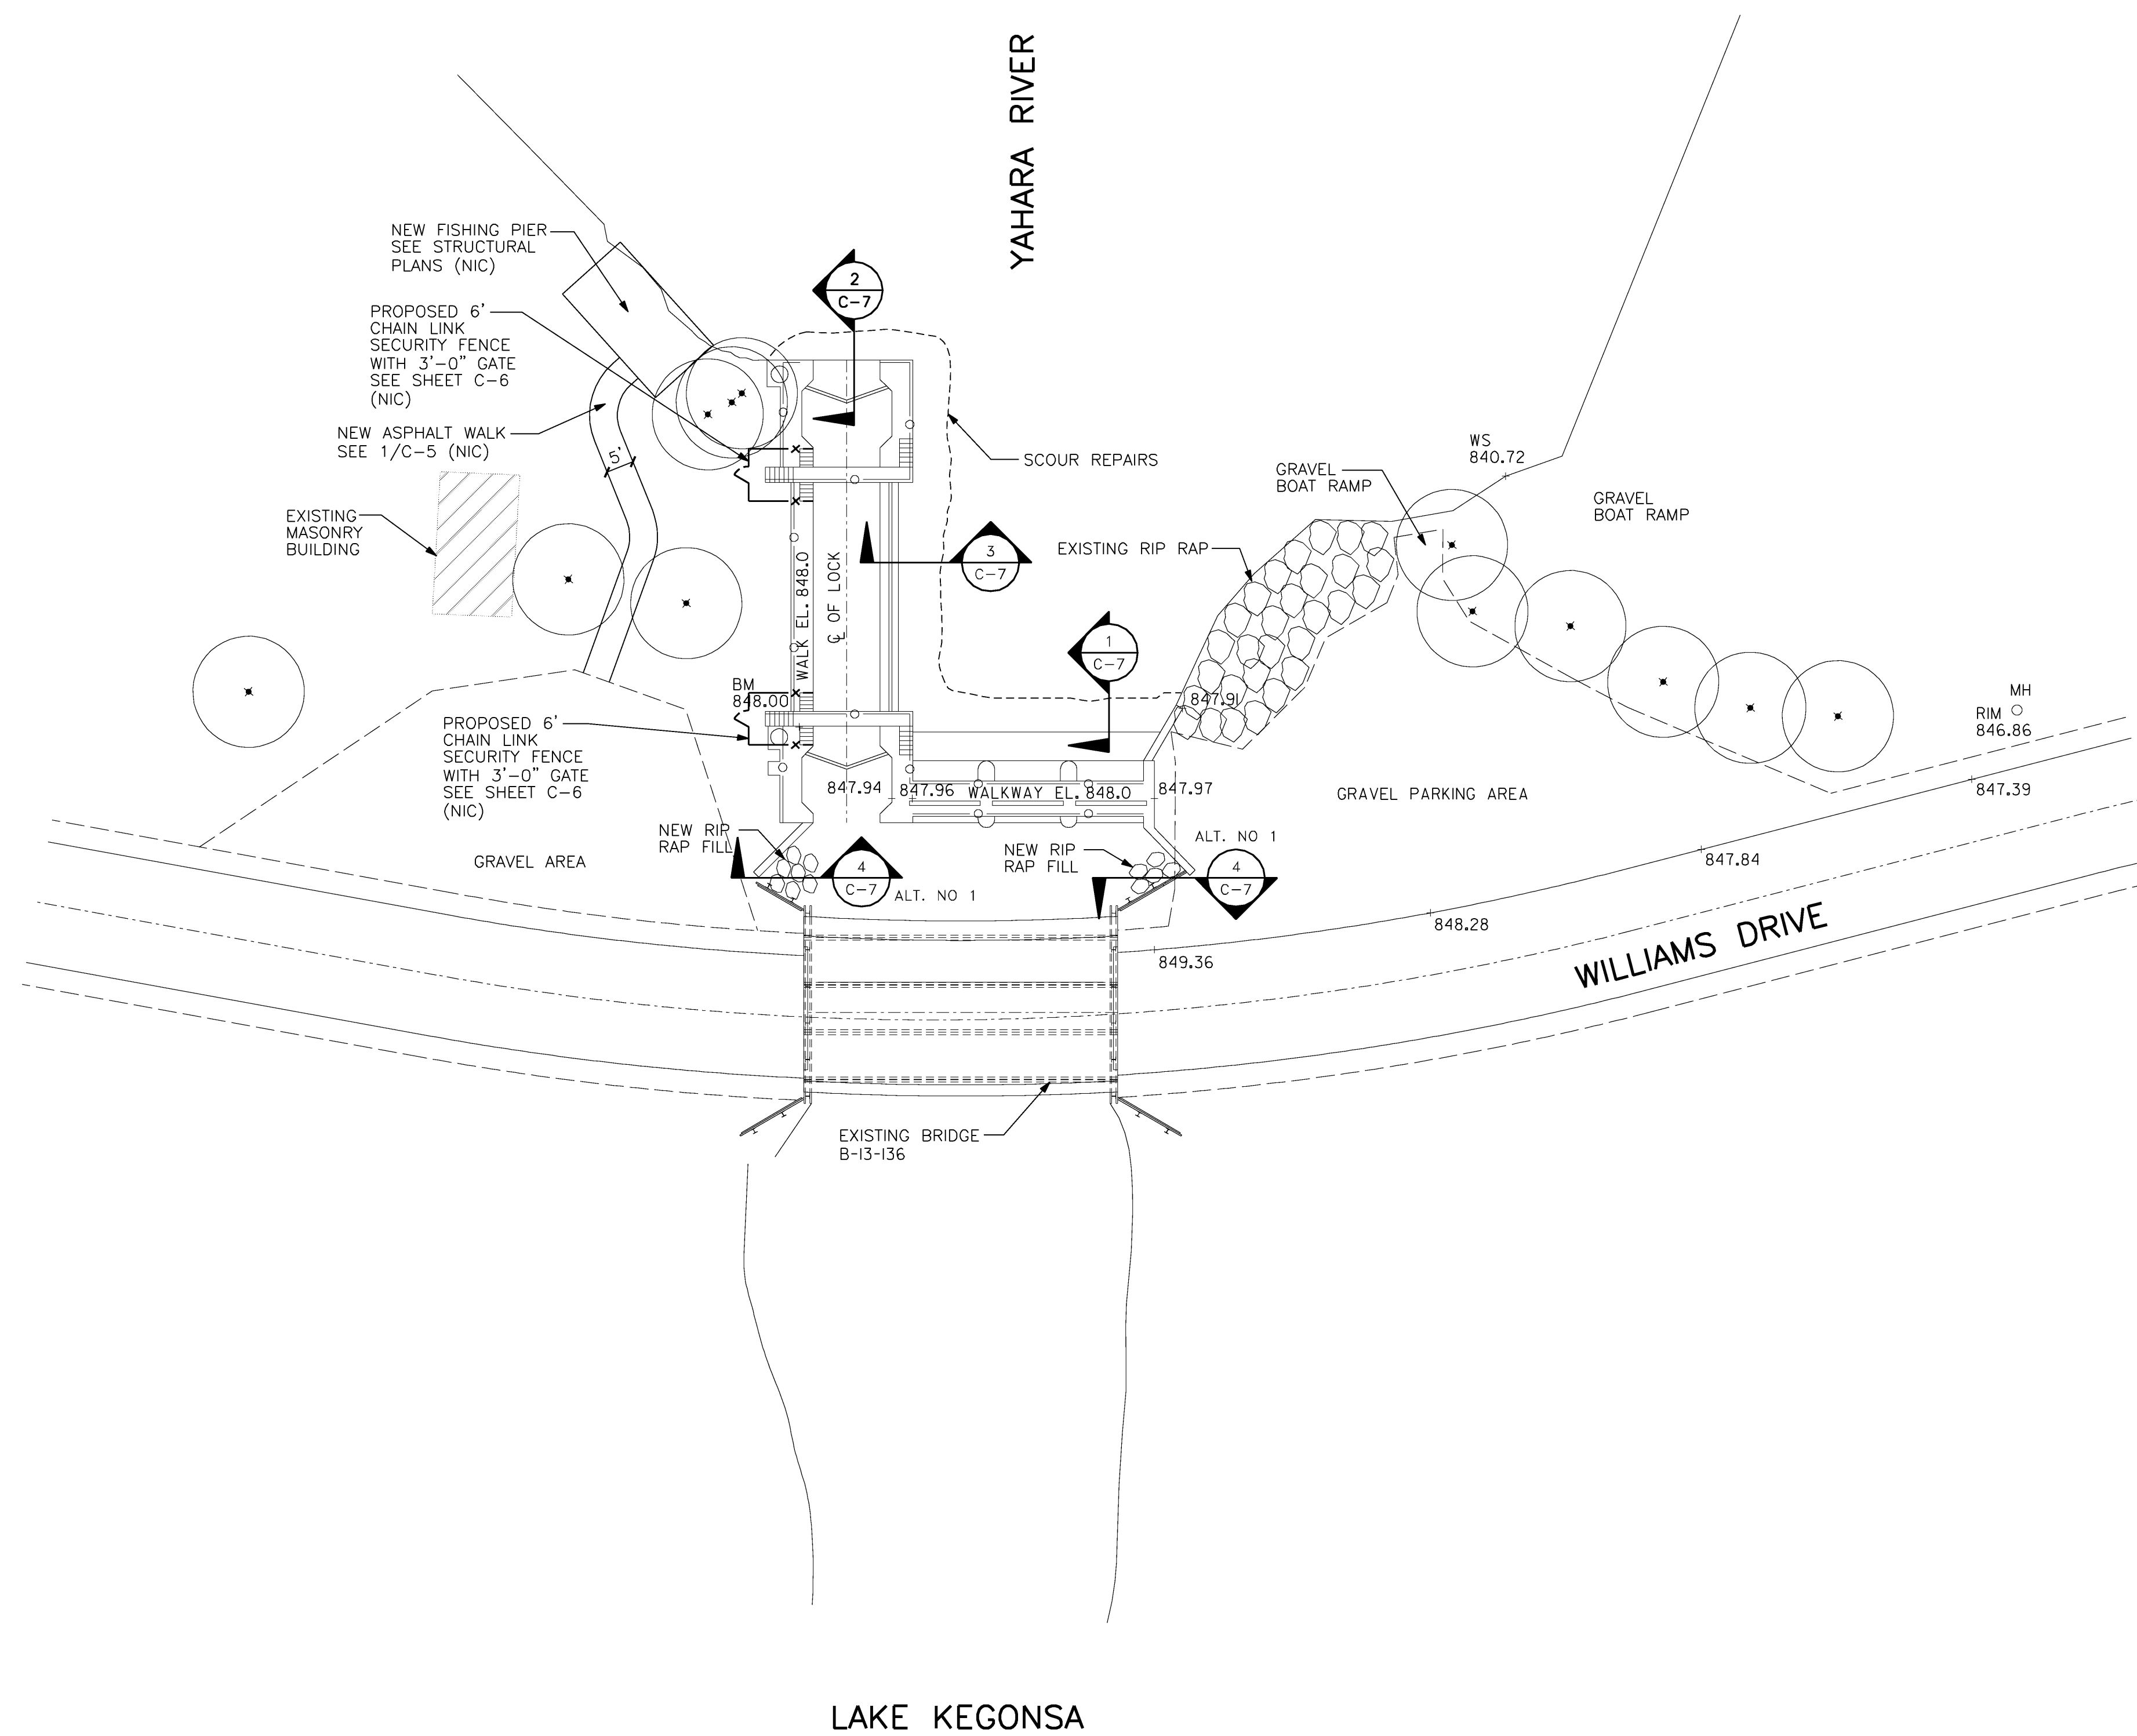 YAHARA RIVER
NEW FISHING PIER
SEE STRUCTURAL
PLANS (NIC)
2
C-7
PROPOSED 6'
CHAIN LINK
SECURITY FENCE
WITH 3'-0" GATE
SEE SHEET C-6
(NIC)
NEW ASPHALT WALK
SEE 1/C-5 (NIC)
5'
SCOUR REPAIRS
WS
840.72
GRAVEL
BOAT RAMP
GRAVEL
BOAT RAMP
EXISTING
MASONRY
BUILDING
EXISTING RIP RAP
3
C-7
WALK EL. 848.0
℄ OF LOCK
1
C-7
BM
848.00
847.91
MH
RIM
846.86
PROPOSED 6'
CHAIN LINK
SECURITY FENCE
WITH 3'-0" GATE
SEE SHEET C-6
(NIC)
847.94
847.96
WALKWAY EL. 848.0
847.97
GRAVEL PARKING AREA
847.39
NEW RIP
RAP FILL
GRAVEL AREA
4
C-7
ALT. NO 1
NEW RIP
RAP FILL
ALT. NO 1
4
C-7
847.84
848.28
849.36
WILLIAMS DRIVE
EXISTING BRIDGE
B-13-136
LAKE KEGONSA